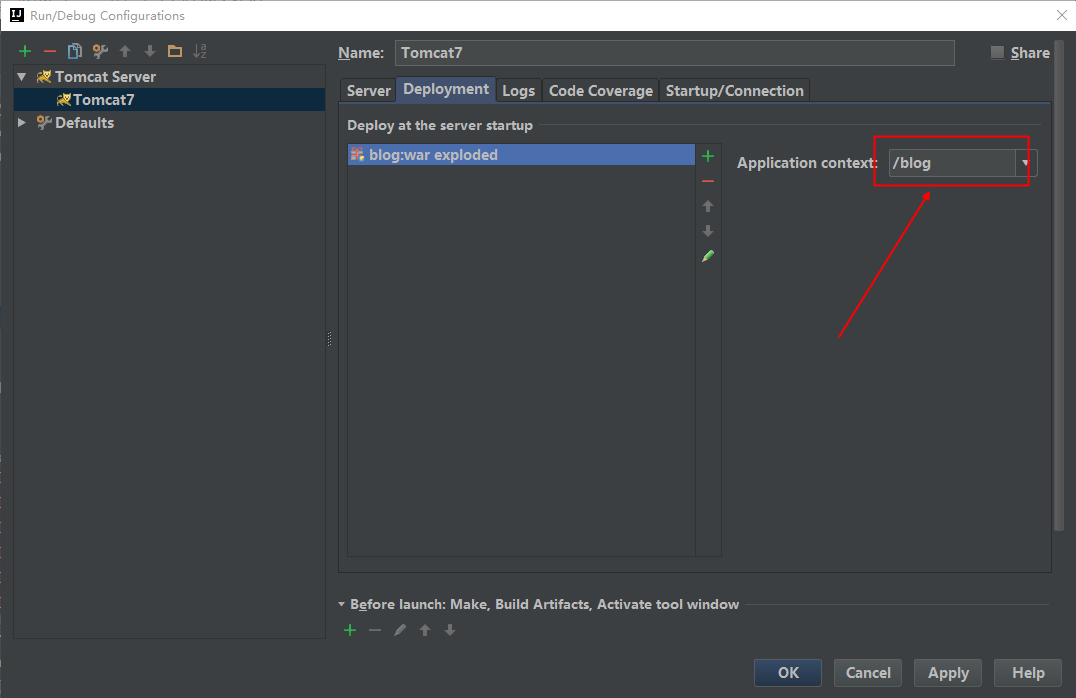 Run/Debug Configurations
Name: Tomcat7
Share
Tomcat Server
Tomcat7
Defaults
Server Deployment Logs Code Coverage Startup/Connection
Deploy at the server startup
blog:war exploded
Application context: /blog
Before launch: Make, Build Artifacts, Activate tool window
OK Cancel Apply Help